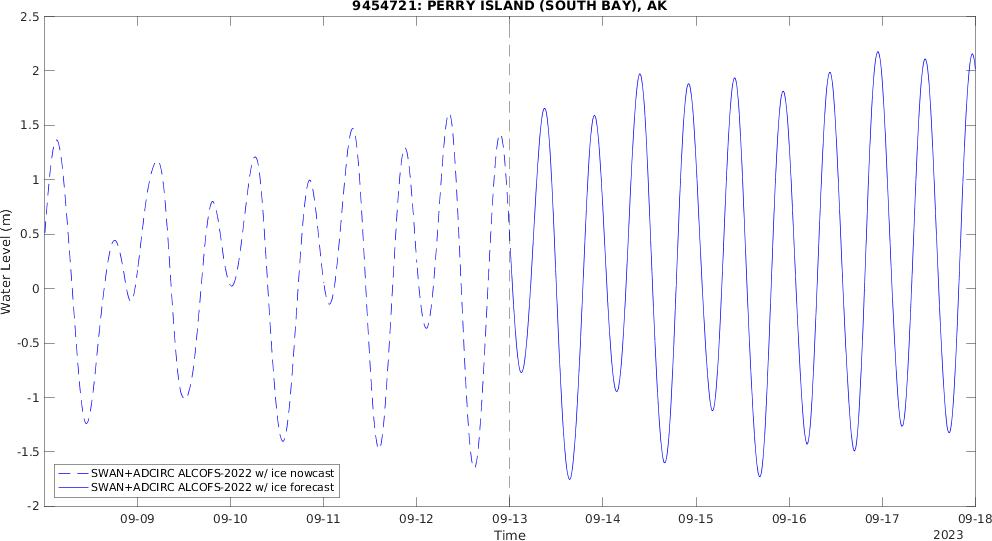 9454721: PERRY ISLAND (SOUTH BAY), AK
2.5
2
1.5
1
0.5
0
-0.5
-1
-1.5
-2
Water Level (m)
SWAN+ADCIRC ALCOFS-2022 w/ ice nowcast
SWAN+ADCIRC ALCOFS-2022 w/ ice forecast
09-09 09-10 09-11 09-12 09-13 09-14 09-15 09-16 09-17 09-18
Time
2023